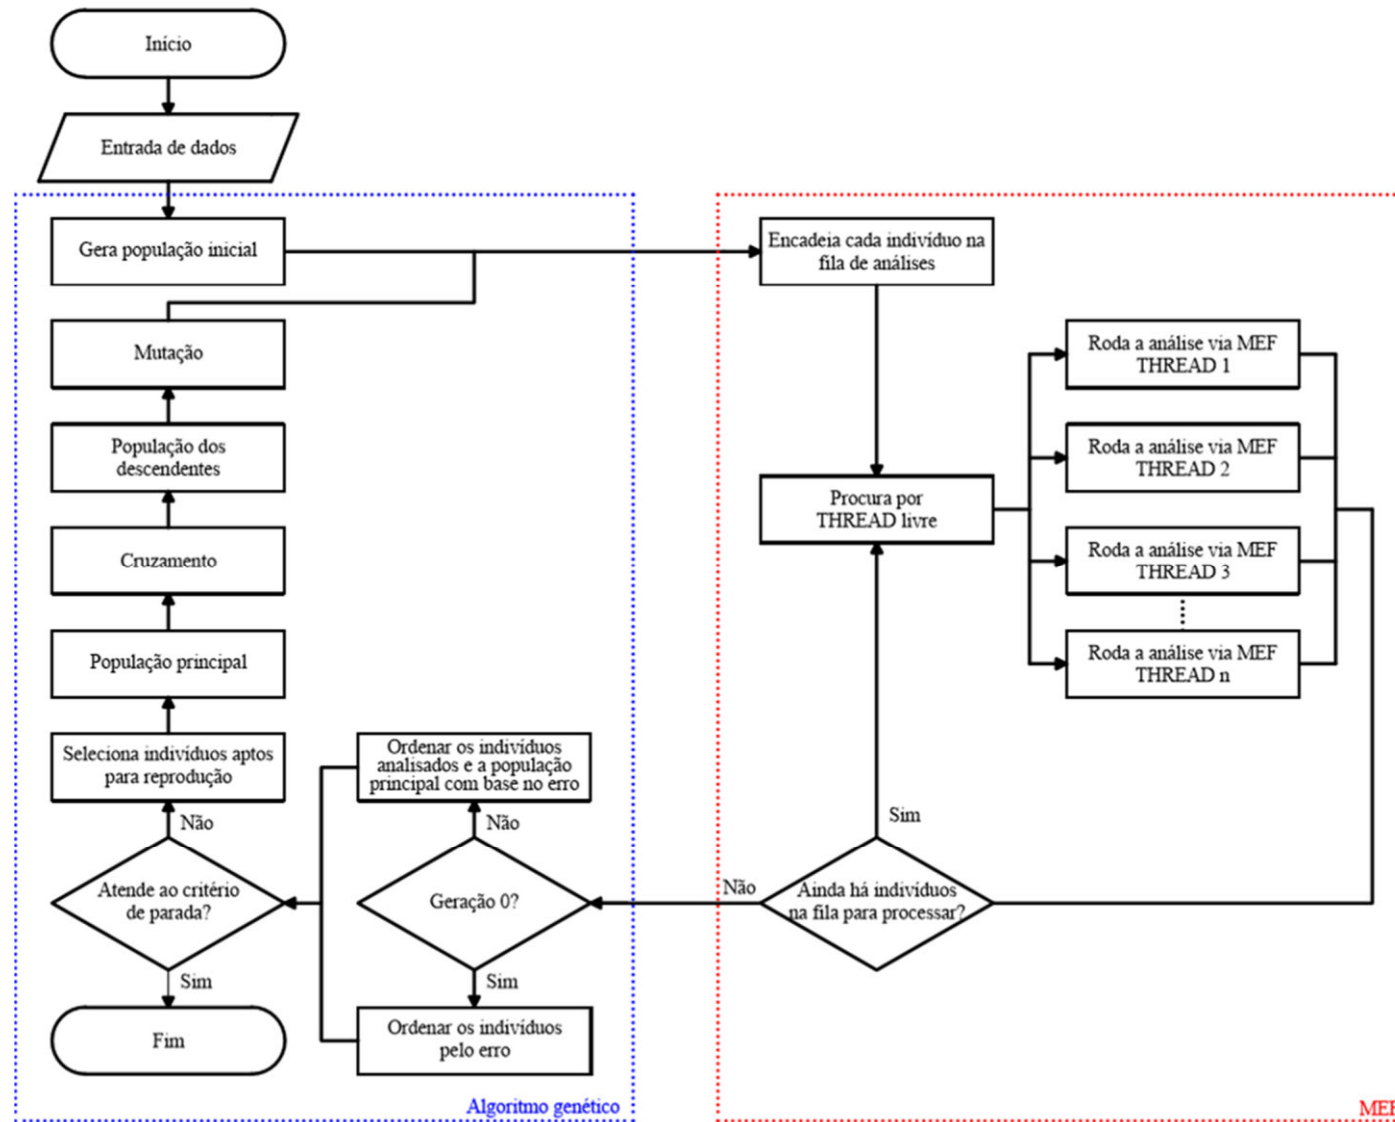 Início
Entrada de dados
Gera população inicial
Encadeia cada indivíduo na
fila de análises
Mutação
Roda a análise via MEF
THREAD 1
População dos
descendentes
Roda a análise via MEF
THREAD 2
Procura por
THREAD livre
Cruzamento
Roda a análise via MEF
THREAD 3
População principal
Roda a análise via MEF
THREAD n
Seleciona indivíduos aptos
para reprodução
Ordenar os indivíduos
analisados e a população
principal com base no erro
Não
Não
Sim
Atende ao critério
de parada?
Geração 0?
Não
Ainda há indivíduos
na fila para processar?
Sim
Sim
Fim
Ordenar os indivíduos
pelo erro
Algoritmo genético
MEF